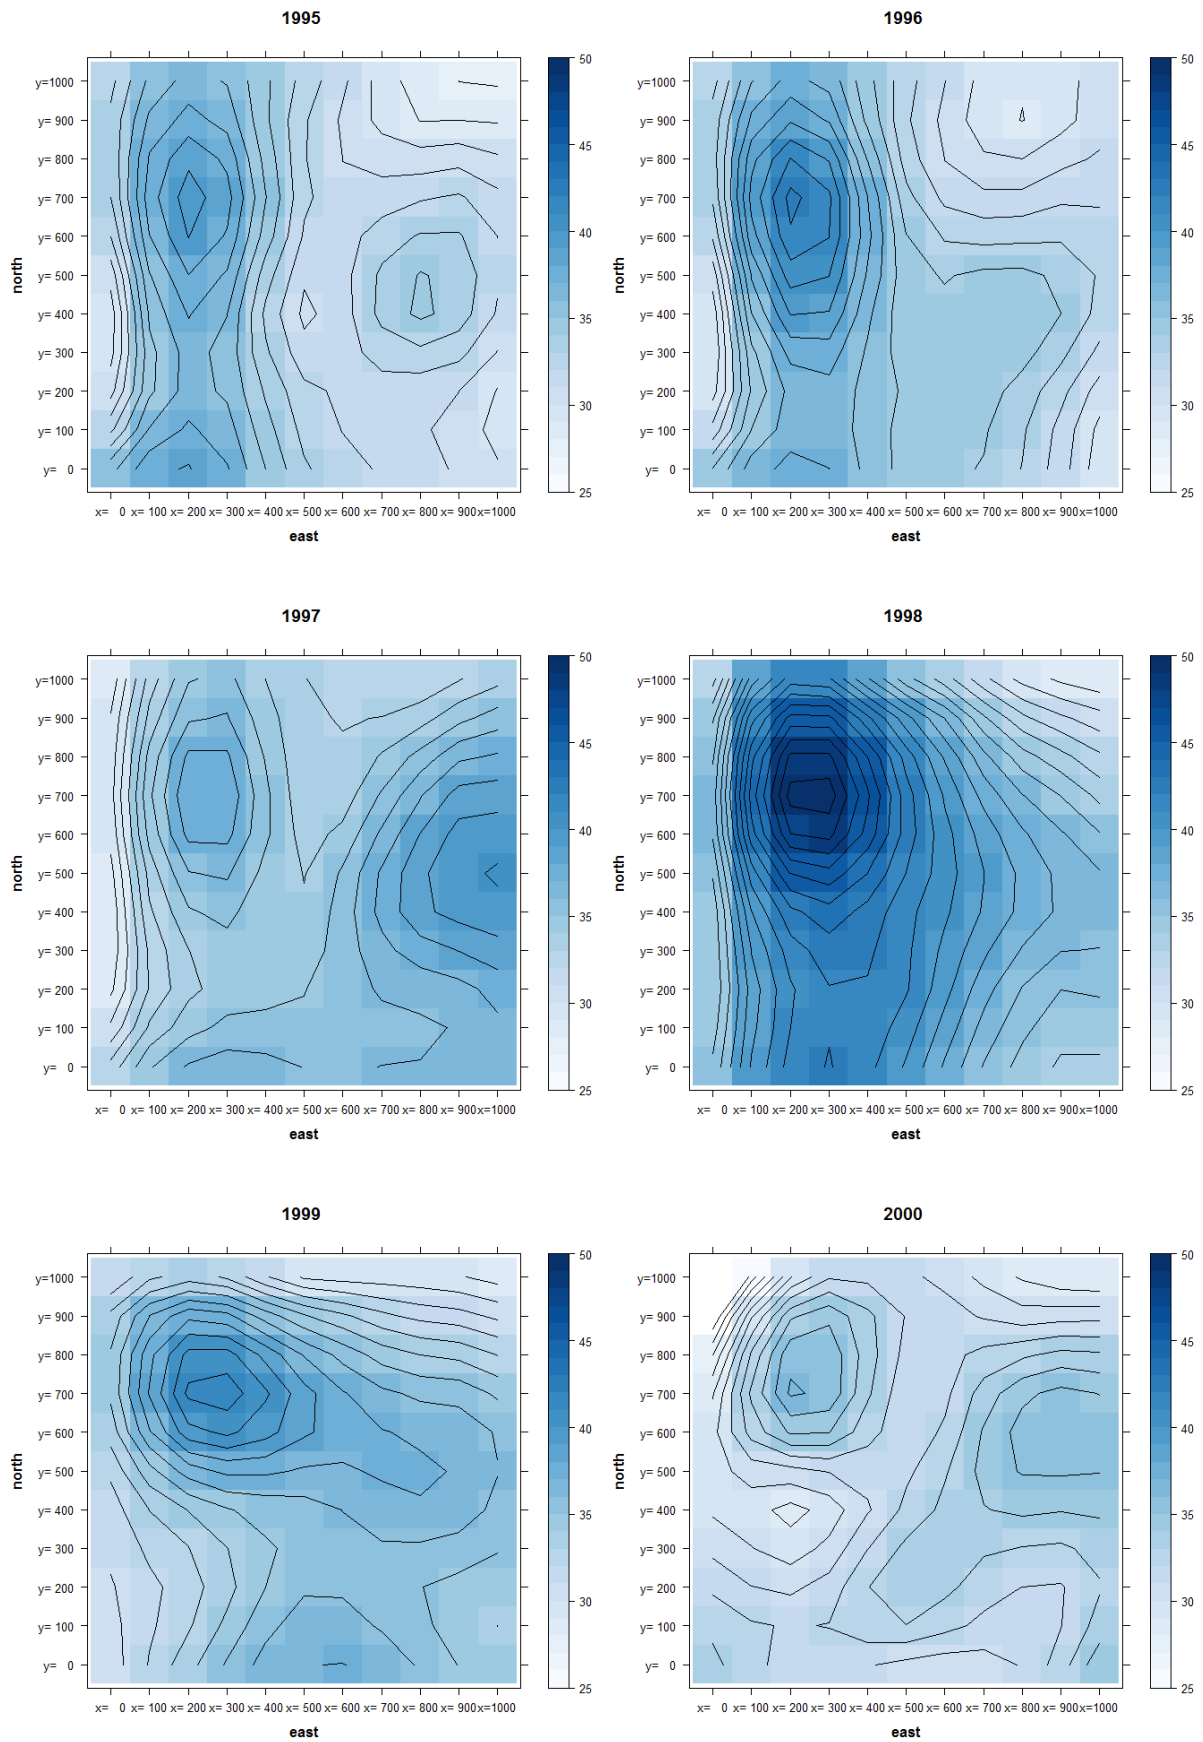 1995 1996
y=1000 50 y=1000 50
y= 900 y= 900
y= 800 45 y= 800 45
y= 700 y= 700
y= 600 40 y= 600 40
north y= 500 north y= 500
y= 400 35 y= 400 35
y= 300 y= 300
y= 200 30 y= 200 30
y= 100 y= 100
y= 0 25 y= 0 25
x= 0 x= 100 x= 200 x= 300 x= 400 x= 500 x= 600 x= 700 x= 800 x= 900 x=1000 x= 0 x= 100 x= 200 x= 300 x= 400 x= 500 x= 600 x= 700 x= 800 x= 900 x=1000
east east
1997 1998
y=1000 50 y=1000 50
y= 900 y= 900
y= 800 45 y= 800 45
y= 700 y= 700
y= 600 40 y= 600 40
north y= 500 north y= 500
y= 400 35 y= 400 35
y= 300 y= 300
y= 200 30 y= 200 30
y= 100 y= 100
y= 0 25 y= 0 25
x= 0 x= 100 x= 200 x= 300 x= 400 x= 500 x= 600 x= 700 x= 800 x= 900 x=1000 x= 0 x= 100 x= 200 x= 300 x= 400 x= 500 x= 600 x= 700 x= 800 x= 900 x=1000
east east
1999 2000
y=1000 50 y=1000 50
y= 900 y= 900
y= 800 45 y= 800 45
y= 700 y= 700
y= 600 40 y= 600 40
north y= 500 north y= 500
y= 400 35 y= 400 35
y= 300 y= 300
y= 200 30 y= 200 30
y= 100 y= 100
y= 0 25 y= 0 25
x= 0 x= 100 x= 200 x= 300 x= 400 x= 500 x= 600 x= 700 x= 800 x= 900 x=1000 x= 0 x= 100 x= 200 x= 300 x= 400 x= 500 x= 600 x= 700 x= 800 x= 900 x=1000
east east